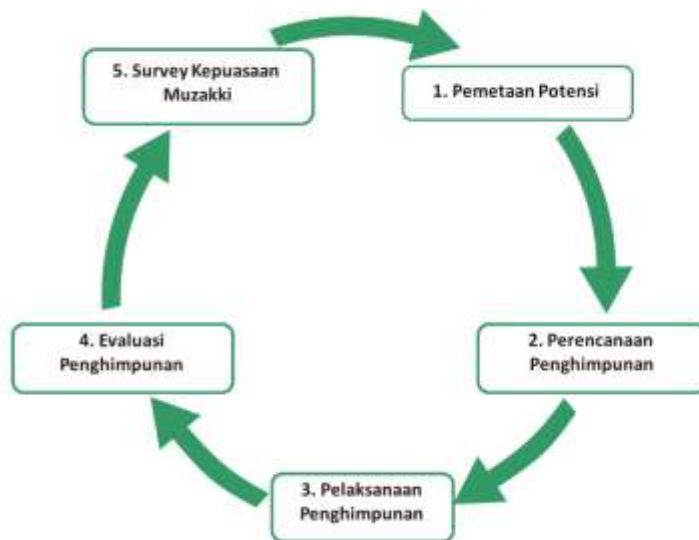 1. Pemetaan Potensi
2. Perencanaan
Penghimpunan
3. Pelaksanaan
Penghimpunan
4. Evaluasi
Penghimpunan
5. Survey Kepuasaan
Muzakki